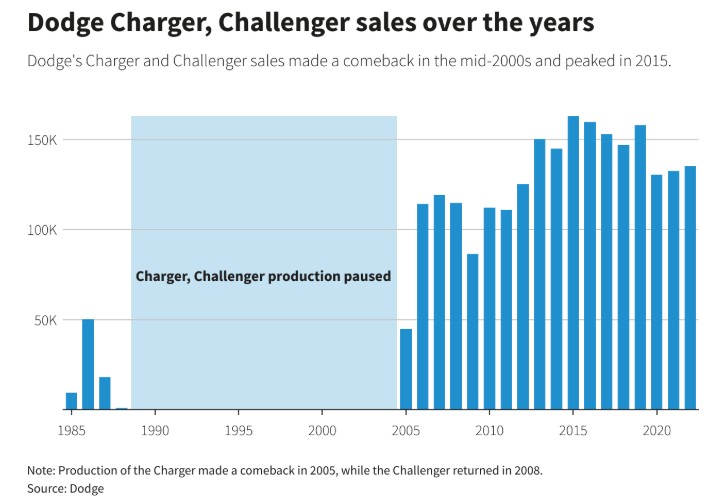 Dodge Charger, Challenger sales over the years
Dodge's Charger and Challenger sales made a comeback in the mid-2000s and peaked in 2015.
150K
100K
Charger, Challenger production paused
50K
1985 1990 1995 2000 2005 2010 2015 2020
Note: Production of the Charger made a comeback in 2005, while the Challenger returned in 2008.
Source: Dodge